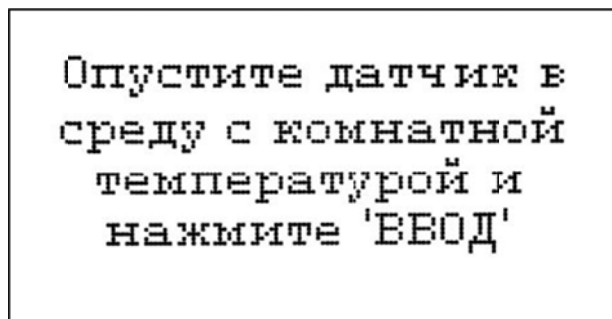 Опустите датчик в
среду с комнатной
температурой и
нажмите 'ВВОД'